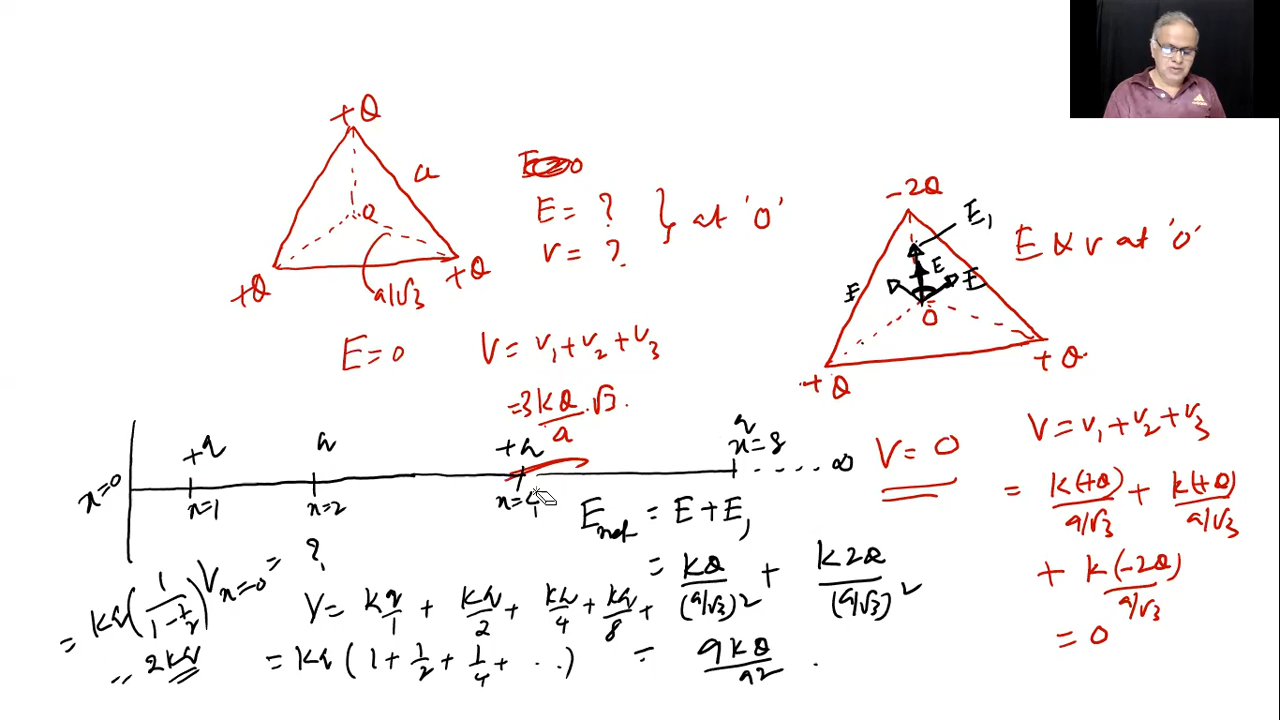 +Q
a
O
+Q
+Q
a/√3
E = ?
V = ?
} at 'O'
E = 0
V = V₁ + V₂ + V₃
= 3KQ/a . √3
-2Q
E₁
E
E
E
O
+Q
+Q
E & V at 'O'
V = V₁ + V₂ + V₃
= K(+Q)/(a/√3) + K(+Q)/(a/√3)
+ K(-2Q)/(a/√3)
= 0
V = 0
x=0
+q
x=1
q
x=2
+q
x=4
q
x=8
∞
V x=0 = ?
V = Kq/1 + Kq/2 + Kq/4 + Kq/8 +
= Kq ( 1 + 1/2 + 1/4 + ... )
= Kq ( 1/(1 - 1/2) )
= 2Kq
E net = E + E₁
= KQ/(a/√3)² + K2Q/(a/√3)²
= 9KQ/a²
adidas